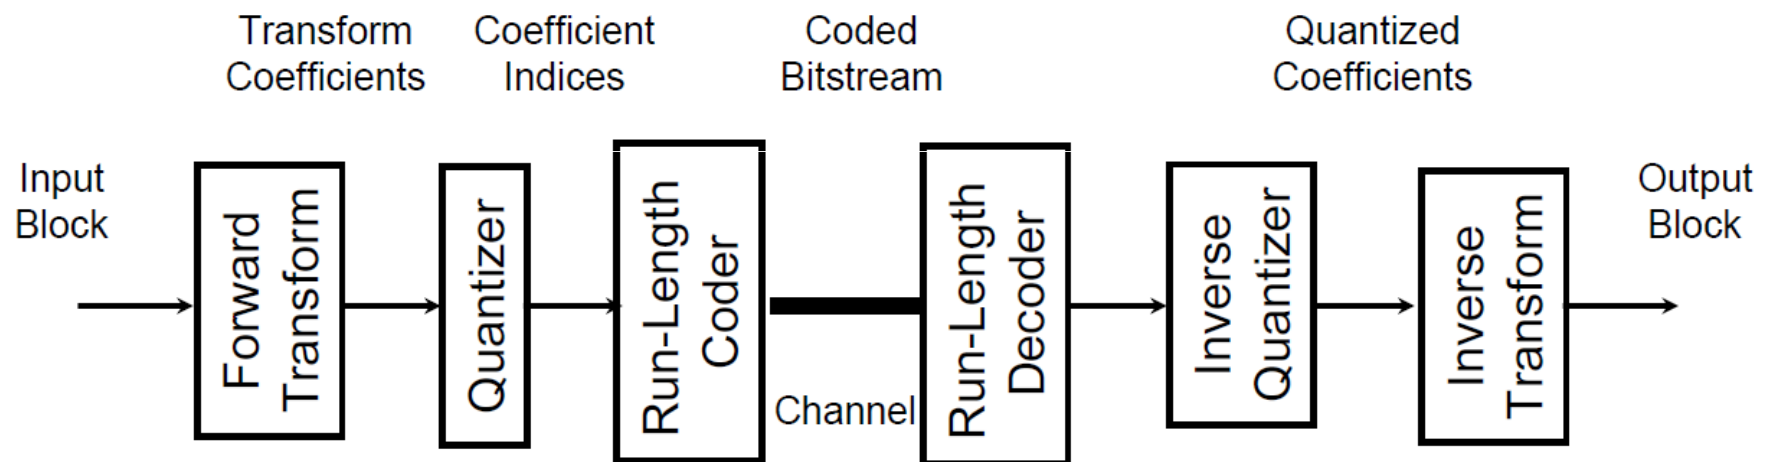 Transform
Coefficients
Coefficient
Indices
Coded
Bitstream
Quantized
Coefficients
Input
Block
Forward
Transform
Quantizer
Run-Length
Coder
Channel
Run-Length
Decoder
Inverse
Quantizer
Inverse
Transform
Output
Block